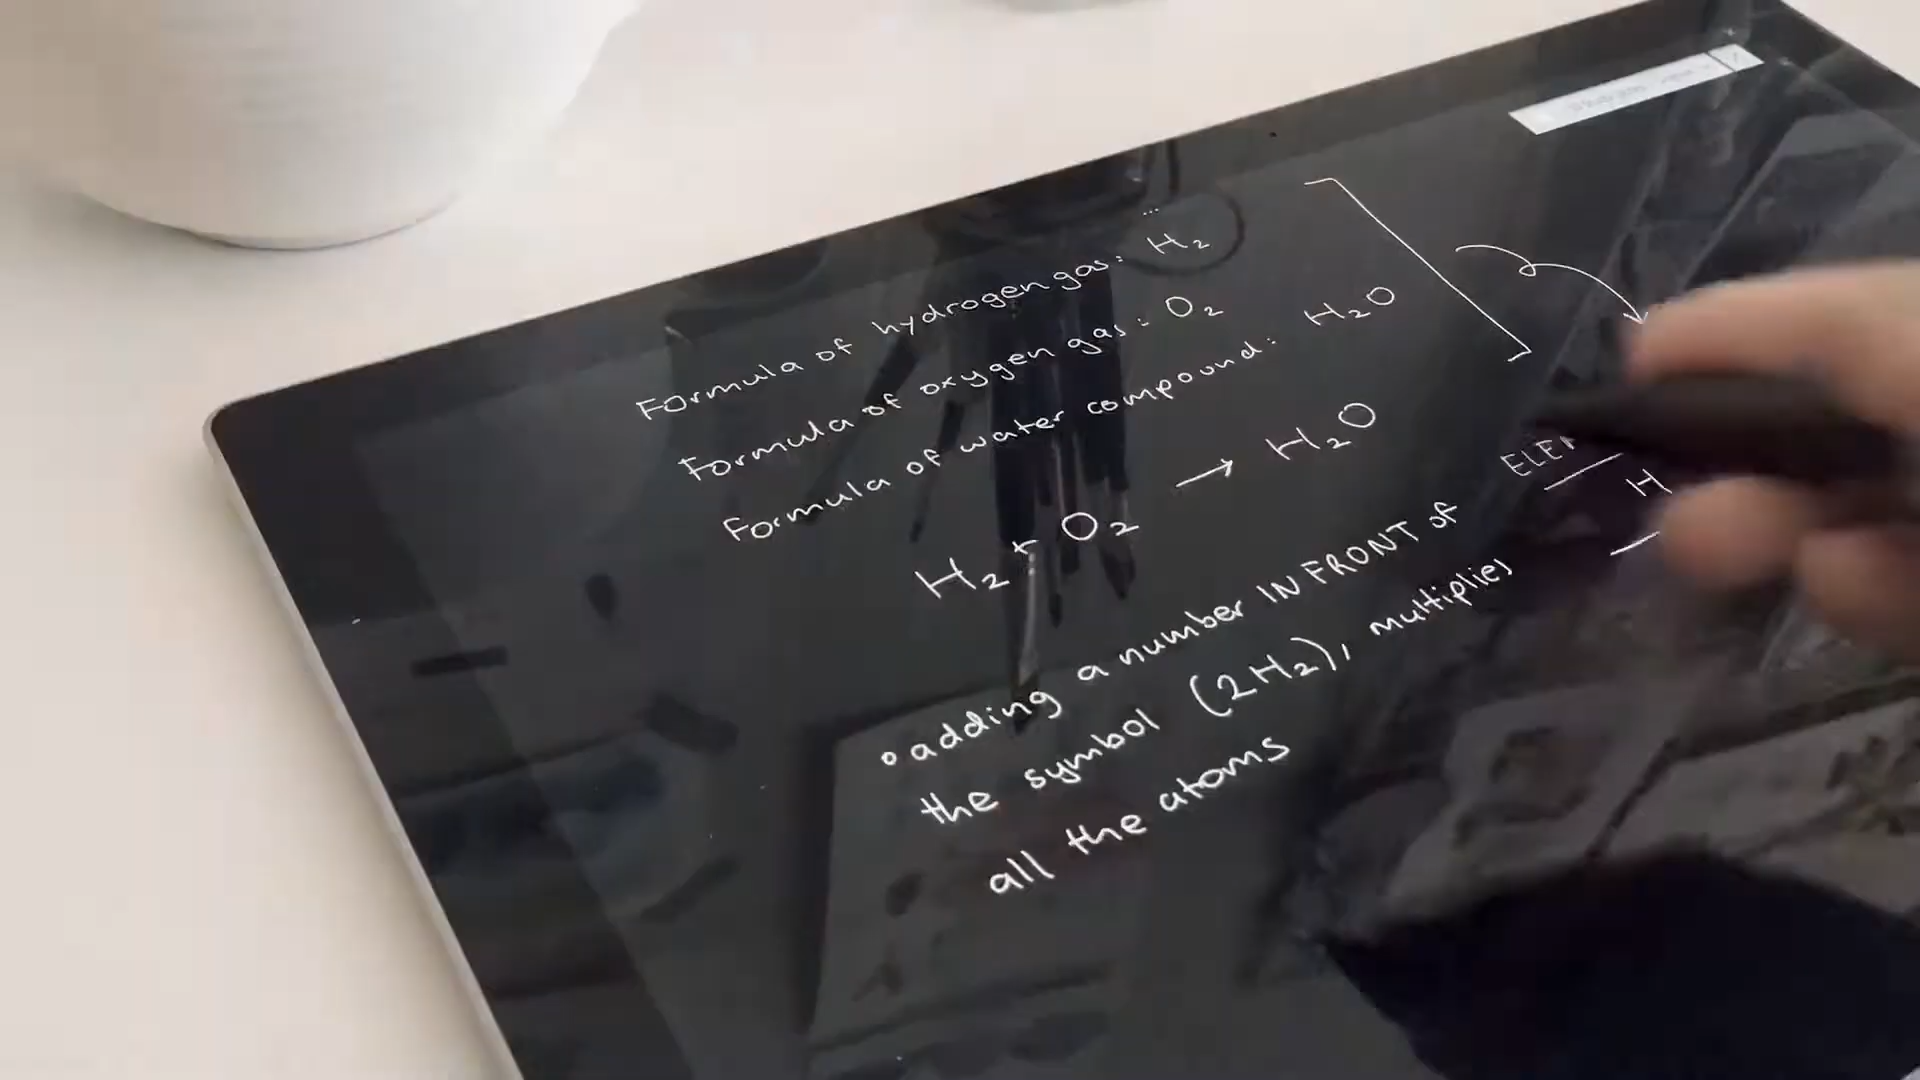 Formula of hydrogen gas: H₂
Formula of oxygen gas: O₂
Formula of water compound: H₂O
H₂ + O₂ → H₂O
• adding a number IN FRONT of
the symbol (2H₂), multiplies
all the atoms
H